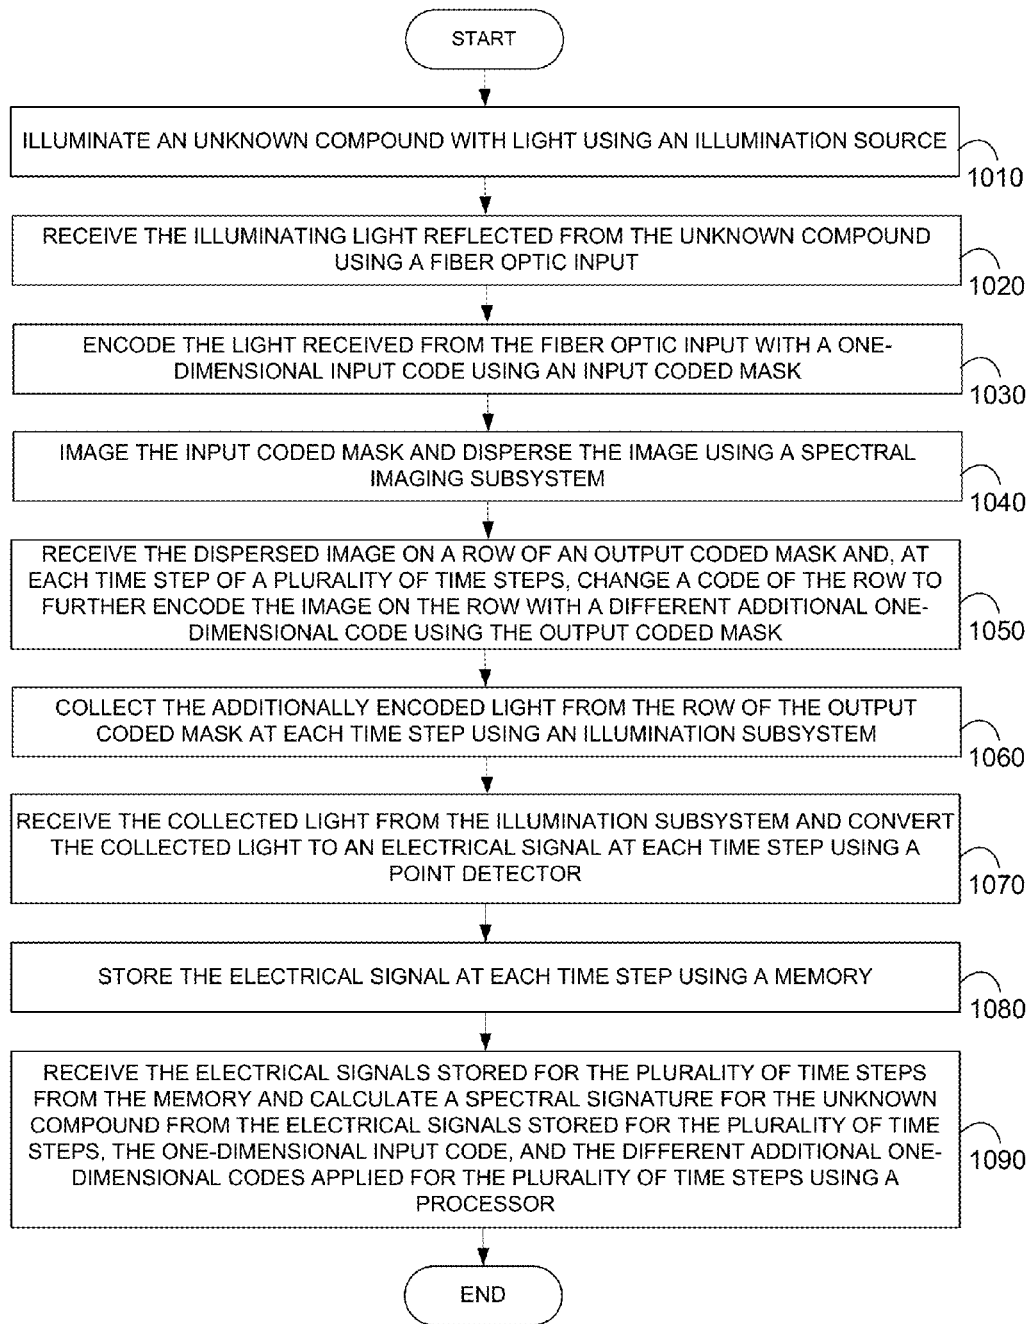 START
ILLUMINATE AN UNKNOWN COMPOUND WITH LIGHT USING AN ILLUMINATION SOURCE
1010
RECEIVE THE ILLUMINATING LIGHT REFLECTED FROM THE UNKNOWN COMPOUND
USING A FIBER OPTIC INPUT
1020
ENCODE THE LIGHT RECEIVED FROM THE FIBER OPTIC INPUT WITH A ONE-
DIMENSIONAL INPUT CODE USING AN INPUT CODED MASK
1030
IMAGE THE INPUT CODED MASK AND DISPERSE THE IMAGE USING A SPECTRAL
IMAGING SUBSYSTEM
1040
RECEIVE THE DISPERSED IMAGE ON A ROW OF AN OUTPUT CODED MASK AND, AT
EACH TIME STEP OF A PLURALITY OF TIME STEPS, CHANGE A CODE OF THE ROW TO
FURTHER ENCODE THE IMAGE ON THE ROW WITH A DIFFERENT ADDITIONAL ONE-
DIMENSIONAL CODE USING THE OUTPUT CODED MASK
1050
COLLECT THE ADDITIONALLY ENCODED LIGHT FROM THE ROW OF THE OUTPUT
CODED MASK AT EACH TIME STEP USING AN ILLUMINATION SUBSYSTEM
1060
RECEIVE THE COLLECTED LIGHT FROM THE ILLUMINATION SUBSYSTEM AND CONVERT
THE COLLECTED LIGHT TO AN ELECTRICAL SIGNAL AT EACH TIME STEP USING A
POINT DETECTOR
1070
STORE THE ELECTRICAL SIGNAL AT EACH TIME STEP USING A MEMORY
1080
RECEIVE THE ELECTRICAL SIGNALS STORED FOR THE PLURALITY OF TIME STEPS
FROM THE MEMORY AND CALCULATE A SPECTRAL SIGNATURE FOR THE UNKNOWN
COMPOUND FROM THE ELECTRICAL SIGNALS STORED FOR THE PLURALITY OF TIME
STEPS, THE ONE-DIMENSIONAL INPUT CODE, AND THE DIFFERENT ADDITIONAL ONE-
DIMENSIONAL CODES APPLIED FOR THE PLURALITY OF TIME STEPS USING A
PROCESSOR
1090
END